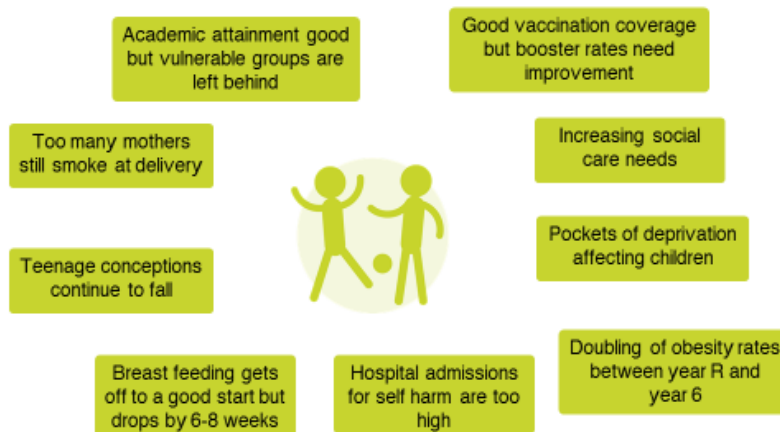 Academic attainment good
but vulnerable groups are
left behind
Good vaccination coverage
but booster rates need
improvement
Too many mothers
still smoke at delivery
Increasing social
care needs
Teenage conceptions
continue to fall
Pockets of deprivation
affecting children
Breast feeding gets
off to a good start but
drops by 6-8 weeks
Hospital admissions
for self harm are too
high
Doubling of obesity rates
between year R and
year 6